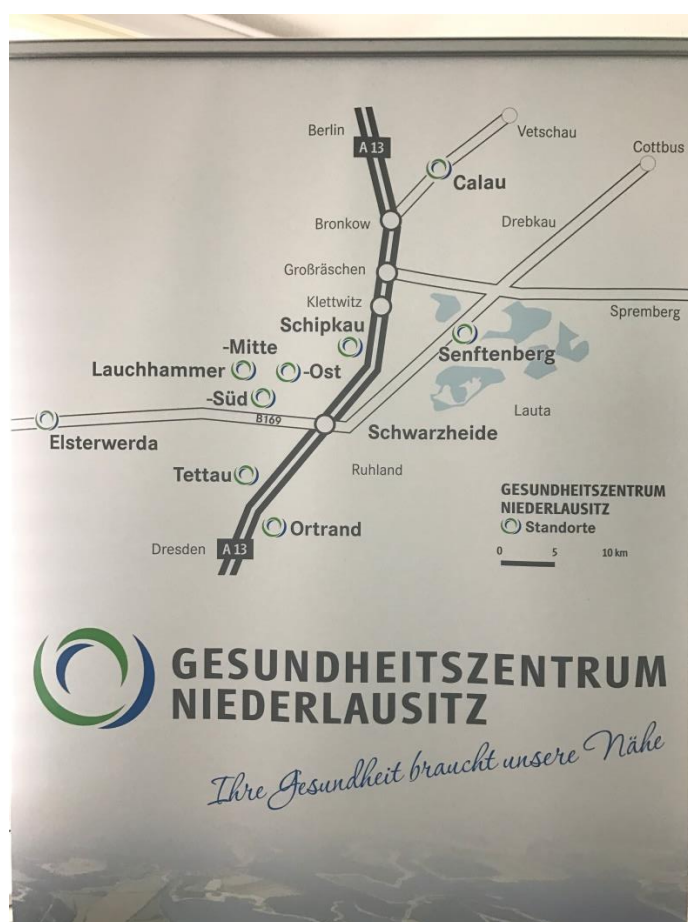 Berlin
A 13
Vetschau
Cottbus
Calau
Bronkow
Drebkau
Großräschen
Klettwitz
Spremberg
Schipkau
-Mitte
Senftenberg
Lauchhammer
-Ost
-Süd
Lauta
B169
Elsterwerda
Schwarzheide
Tettau
Ruhland
GESUNDHEITSZENTRUM
NIEDERLAUSITZ
Standorte
Ortrand
Dresden
A 13
0 5 10 km
GESUNDHEITSZENTRUM
NIEDERLAUSITZ
Ihre Gesundheit braucht unsere Nähe